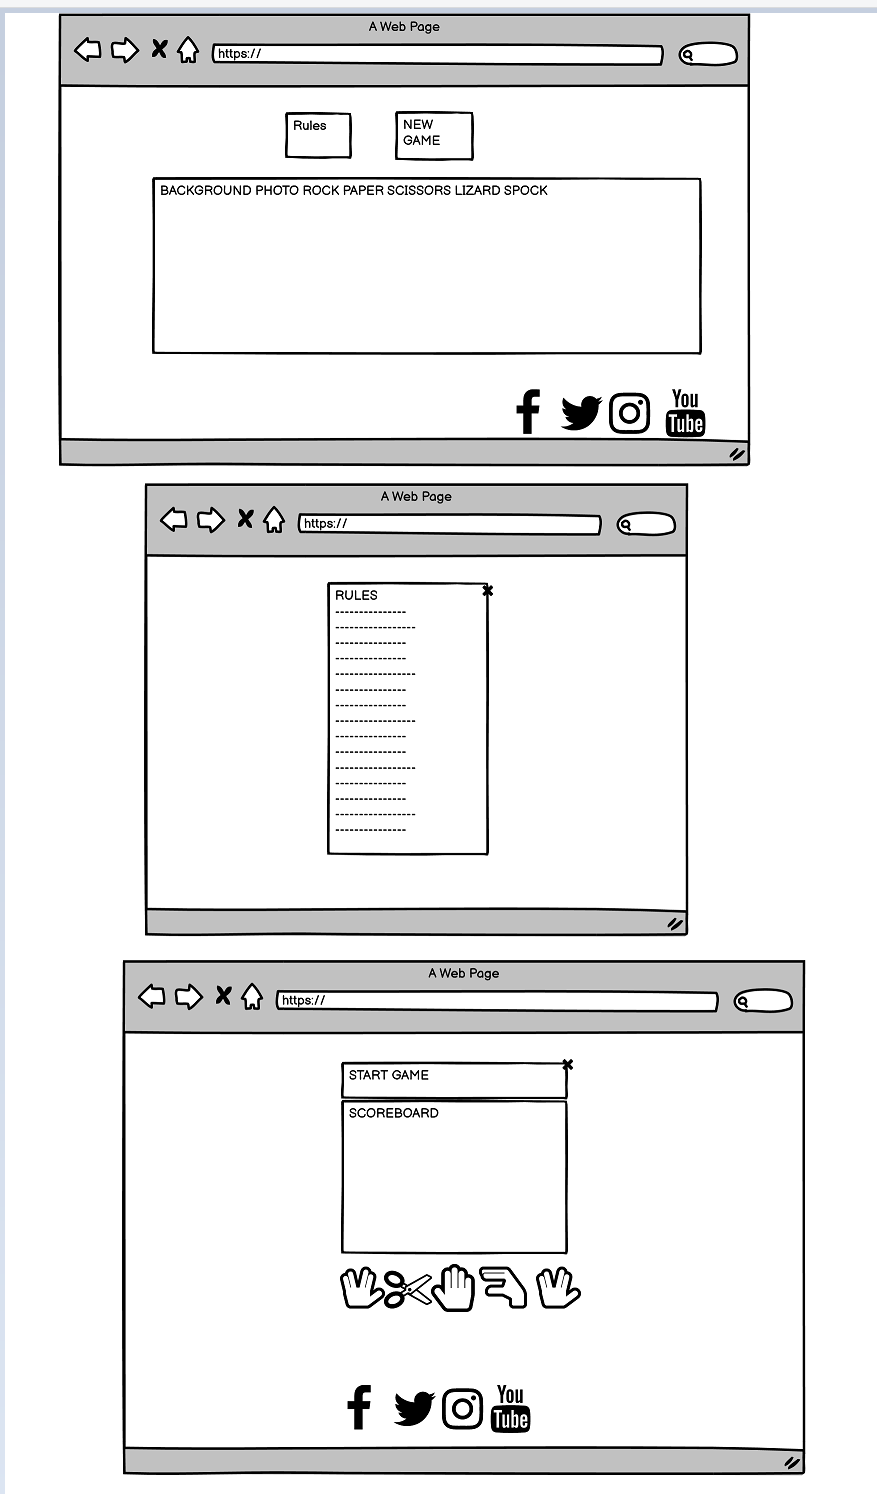 A Web Page
https://
Rules
NEW
GAME
BACKGROUND PHOTO ROCK PAPER SCISSORS LIZARD SPOCK
You
Tube
A Web Page
https://
RULES
---------------
-----------------
---------------
---------------
-----------------
---------------
---------------
-----------------
---------------
---------------
-----------------
---------------
---------------
-----------------
---------------
A Web Page
https://
START GAME
SCOREBOARD
You
Tube